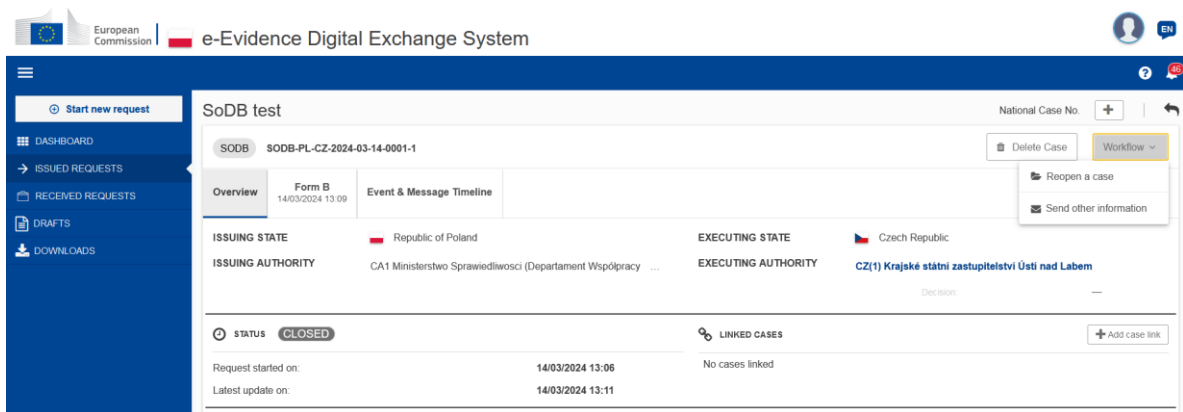 European
Commission
e-Evidence Digital Exchange System
EN
46
Start new request
DASHBOARD
ISSUED REQUESTS
RECEIVED REQUESTS
DRAFTS
DOWNLOADS
SoDB test
National Case No.
SODB SODB-PL-CZ-2024-03-14-0001-1
Delete Case
Workflow
Reopen a case
Send other information
Overview
Form B
14/03/2024 13:09
Event & Message Timeline
ISSUING STATE Republic of Poland
EXECUTING STATE Czech Republic
ISSUING AUTHORITY CA1 Ministerstwo Sprawiedliwosci (Departament Współpracy ...
EXECUTING AUTHORITY CZ(1) Krajské státní zastupitelství Ústí nad Labem
Decision: —
STATUS CLOSED
LINKED CASES
Add case link
Request started on: 14/03/2024 13:06
No cases linked
Latest update on: 14/03/2024 13:11